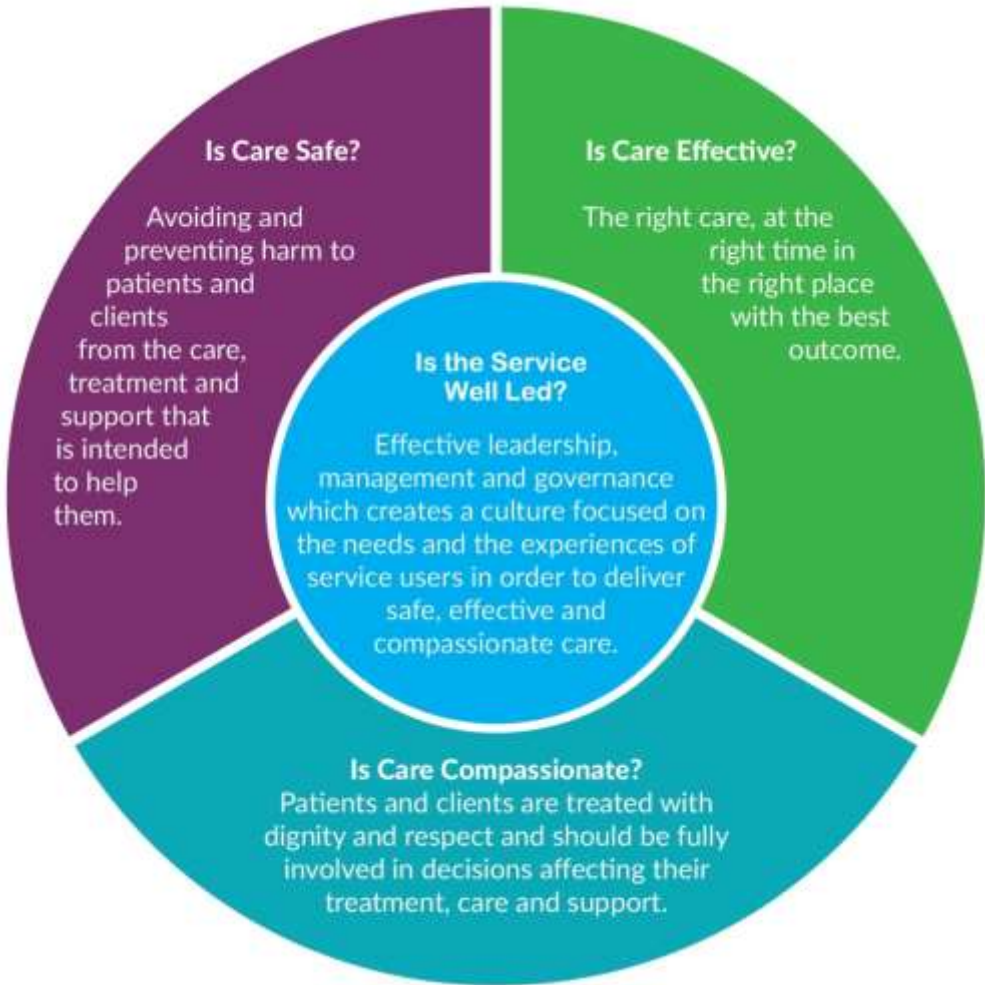 Is Care Safe?
Avoiding and
preventing harm to
patients and
clients
from the care,
treatment and
support that
is intended
to help
them.
Is Care Effective?
The right care, at the
right time in
the right place
with the best
outcome.
Is the Service
Well Led?
Effective leadership,
management and governance
which creates a culture focused on
the needs and the experiences of
service users in order to deliver
safe, effective and
compassionate care.
Is Care Compassionate?
Patients and clients are treated with
dignity and respect and should be fully
involved in decisions affecting their
treatment, care and support.